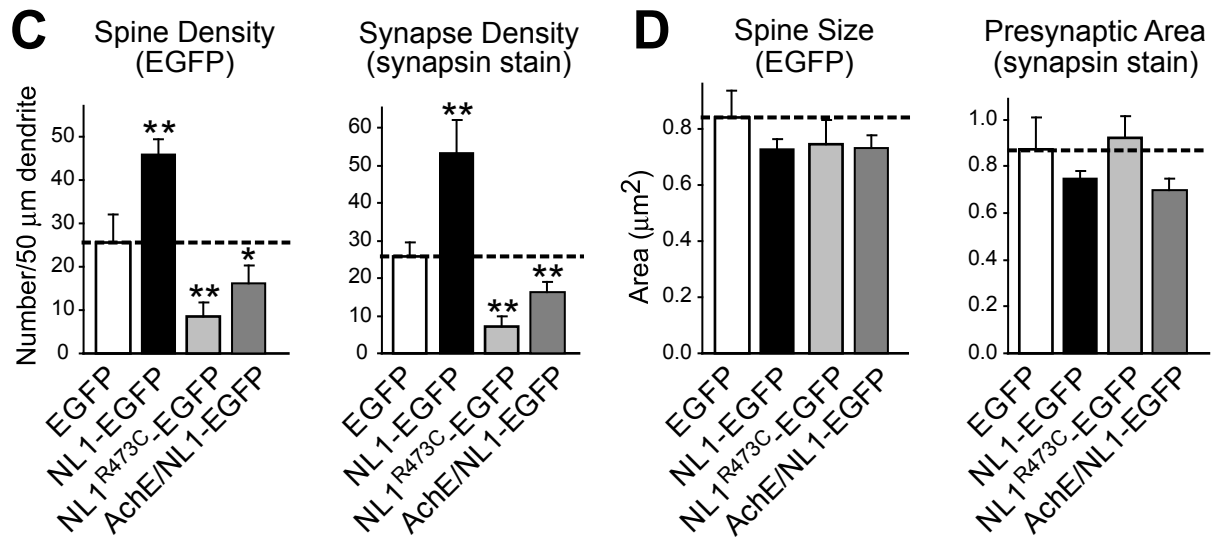 C
Spine Density
(EGFP)
Number/50 μm dendrite
50
40
30
20
10
0
**
**
*
EGFP
NL1-EGFP
NL1R473C-EGFP
AchE/NL1-EGFP
Synapse Density
(synapsin stain)
60
50
40
30
20
10
0
**
**
**
EGFP
NL1-EGFP
NL1R473C-EGFP
AchE/NL1-EGFP
D
Spine Size
(EGFP)
Area (μm2)
0.8
0.6
0.4
0.2
0.0
EGFP
NL1-EGFP
NL1R473C-EGFP
AchE/NL1-EGFP
Presynaptic Area
(synapsin stain)
1.0
0.8
0.6
0.4
0.2
0.0
EGFP
NL1-EGFP
NL1R473C-EGFP
AchE/NL1-EGFP